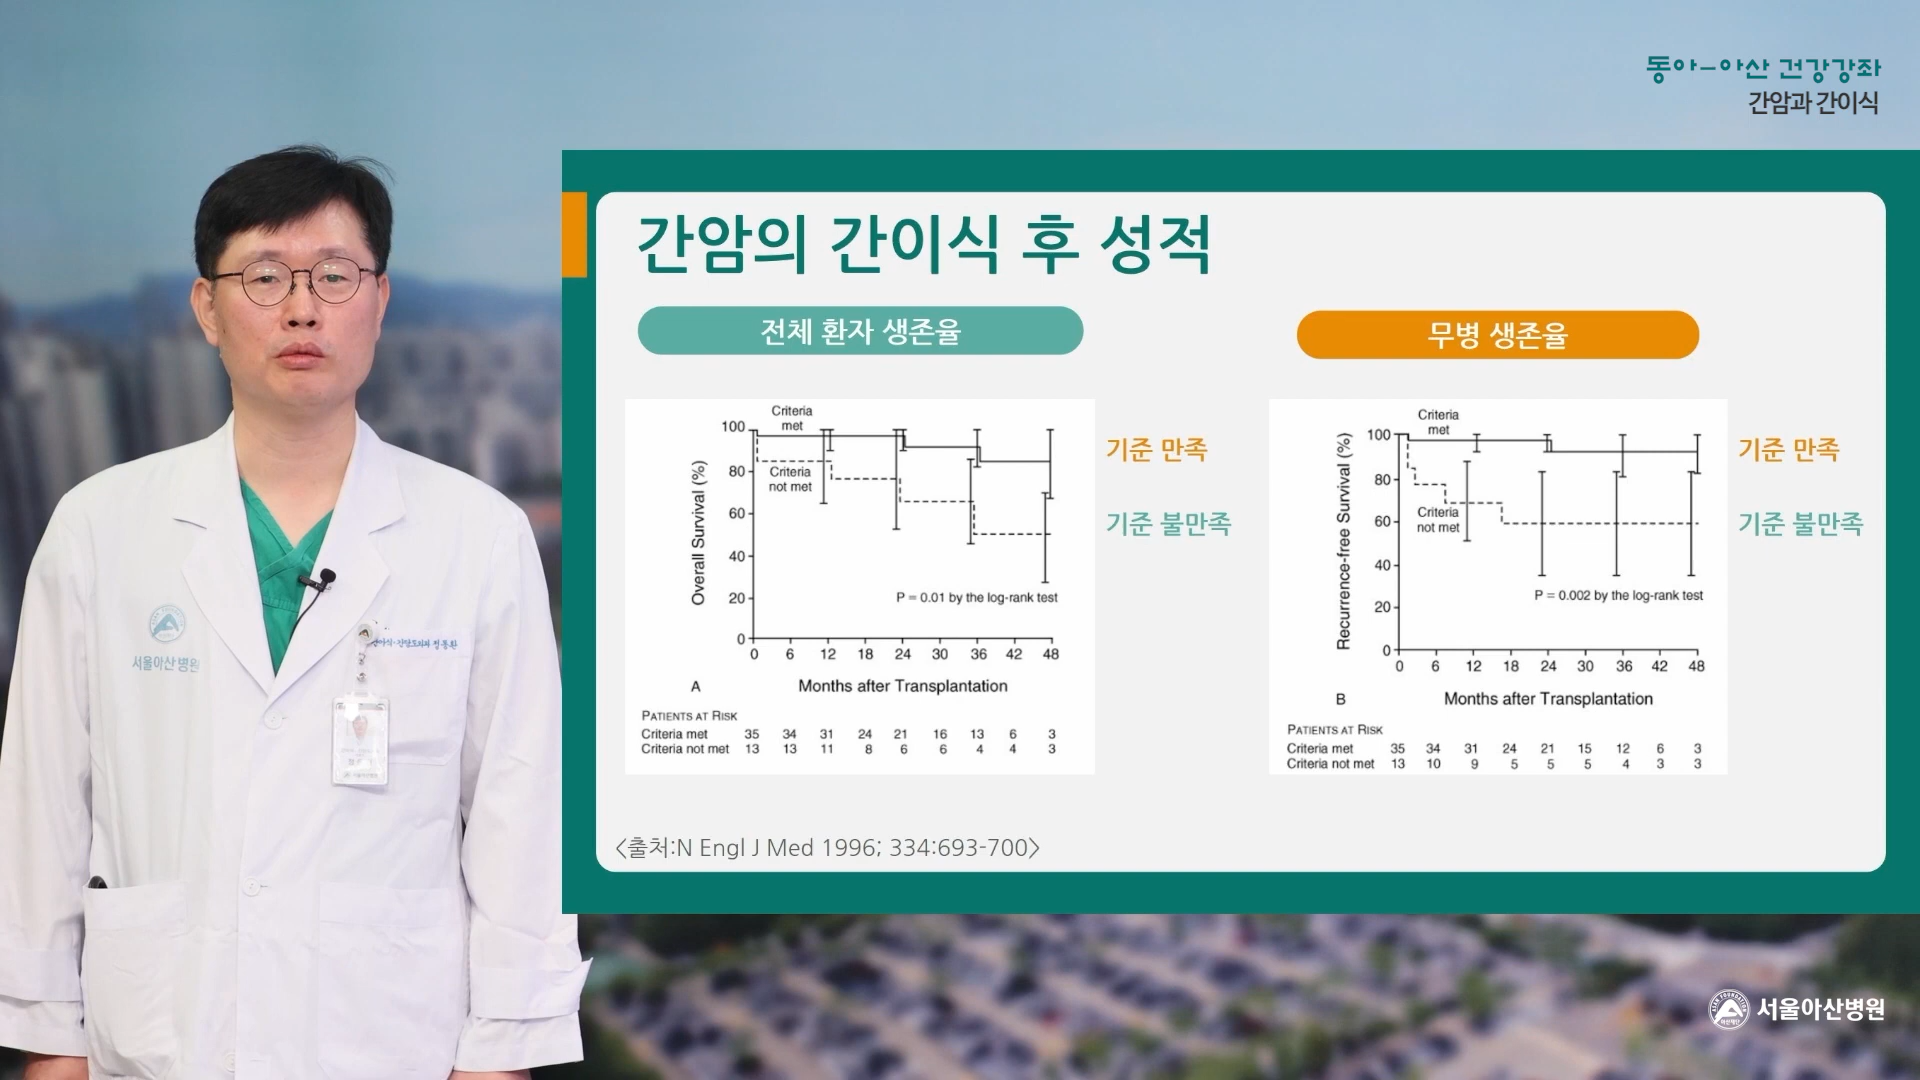 동아-아산 건강강좌
간암과 간이식
간암의 간이식 후 성적
전체 환자 생존율
무병 생존율
Overall Survival (%)
100
80
60
40
20
0
Criteria
met
Criteria
not met
P = 0.01 by the log-rank test
0 6 12 18 24 30 36 42 48
A
Months after Transplantation
PATIENTS AT RISK
Criteria met 35 34 31 24 21 16 13 6 3
Criteria not met 13 13 11 8 6 6 4 4 3
기준 만족
기준 불만족
Recurrence-free Survival (%)
100
80
60
40
20
0
Criteria
met
Criteria
not met
P = 0.002 by the log-rank test
0 6 12 18 24 30 36 42 48
B
Months after Transplantation
PATIENTS AT RISK
Criteria met 35 34 31 24 21 15 12 6 3
Criteria not met 13 10 9 5 5 5 4 3 3
기준 만족
기준 불만족
<출처:N Engl J Med 1996; 334:693-700>
서울아산병원
정동환
서울아산병원